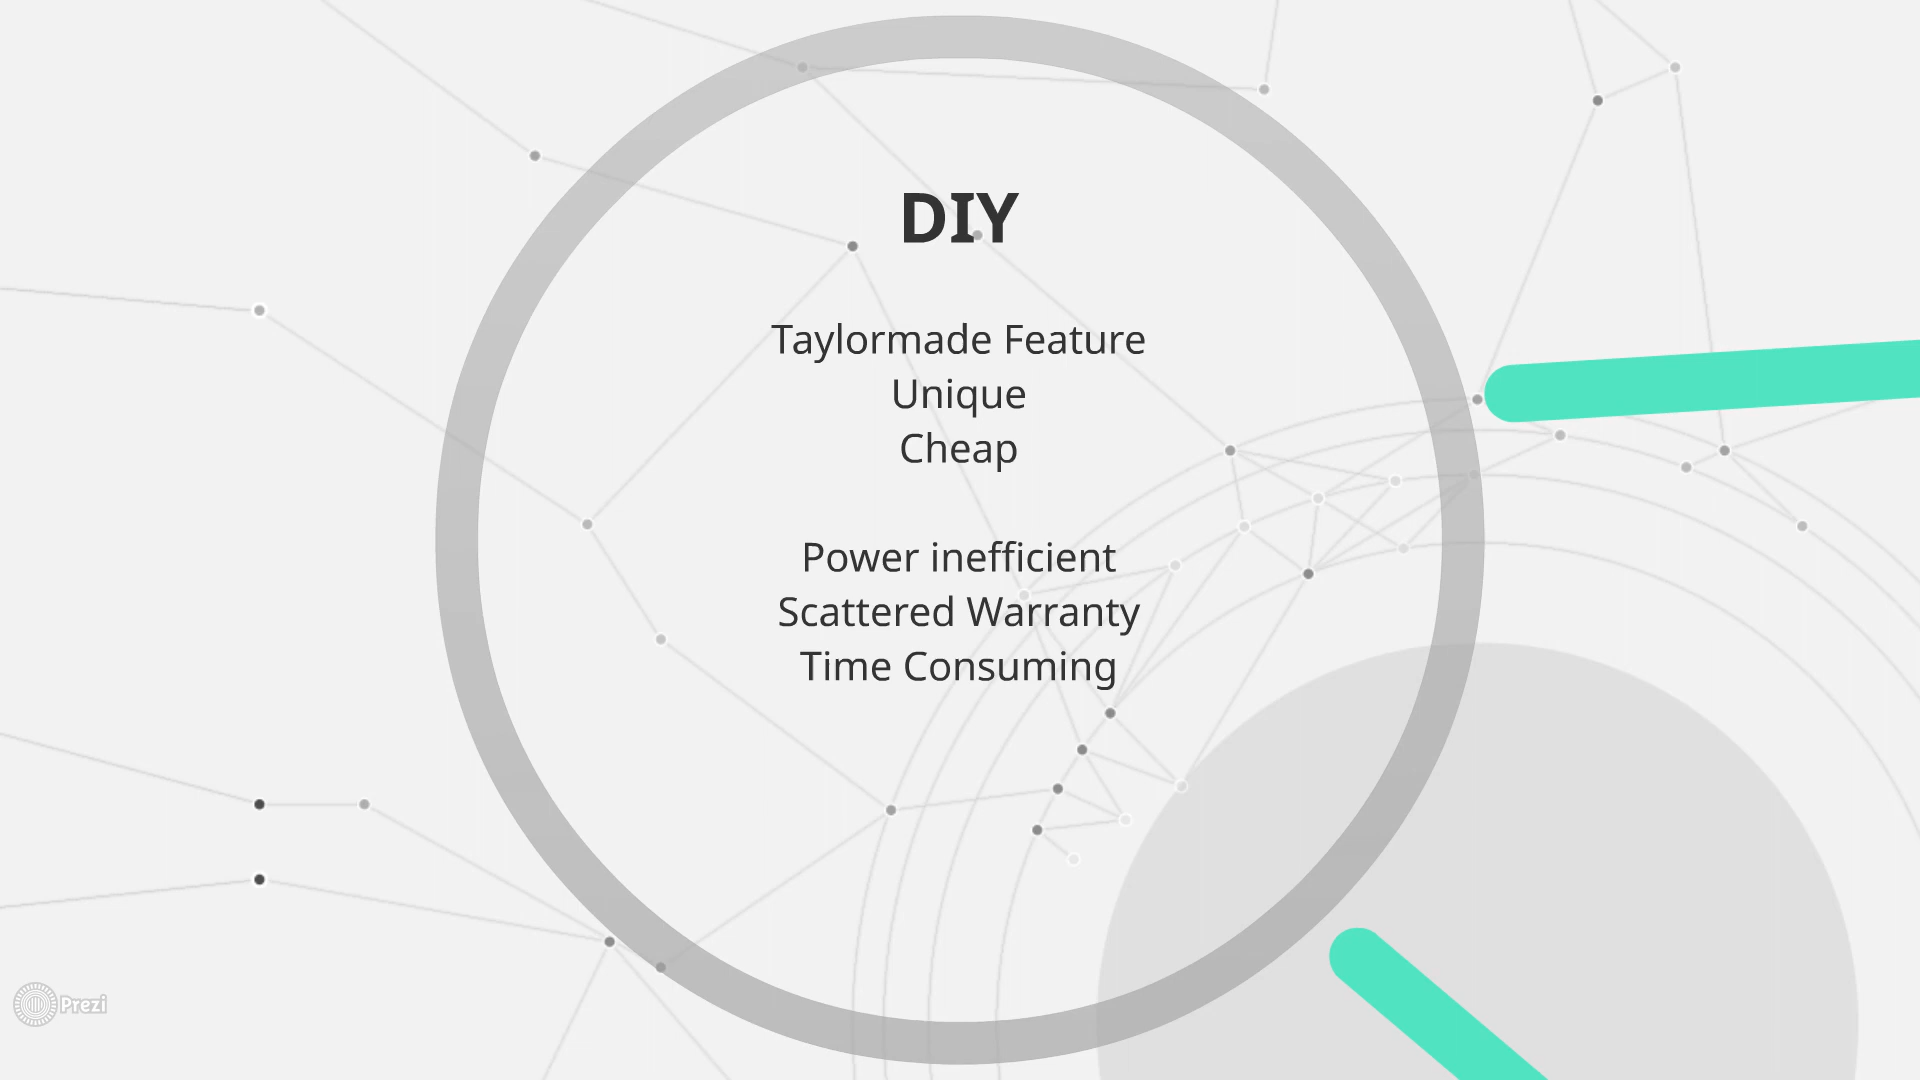 DIY
Taylormade Feature
Unique
Cheap
Power inefficient
Scattered Warranty
Time Consuming
Prezi